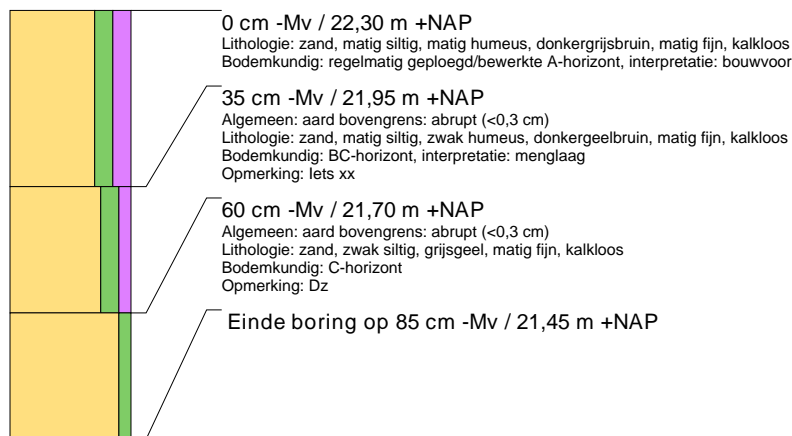 0 cm -Mv / 22,30 m +NAP
Lithologie: zand, matig siltig, matig humeus, donkergrijsbruin, matig fijn, kalkloos
Bodemkundig: regelmatig geploegd/bewerkte A-horizont, interpretatie: bouwvoor
35 cm -Mv / 21,95 m +NAP
Algemeen: aard bovengrens: abrupt (<0,3 cm)
Lithologie: zand, matig siltig, zwak humeus, donkergeelbruin, matig fijn, kalkloos
Bodemkundig: BC-horizont, interpretatie: menglaag
Opmerking: Iets xx
60 cm -Mv / 21,70 m +NAP
Algemeen: aard bovengrens: abrupt (<0,3 cm)
Lithologie: zand, zwak siltig, grijsgeel, matig fijn, kalkloos
Bodemkundig: C-horizont
Opmerking: Dz
Einde boring op 85 cm -Mv / 21,45 m +NAP